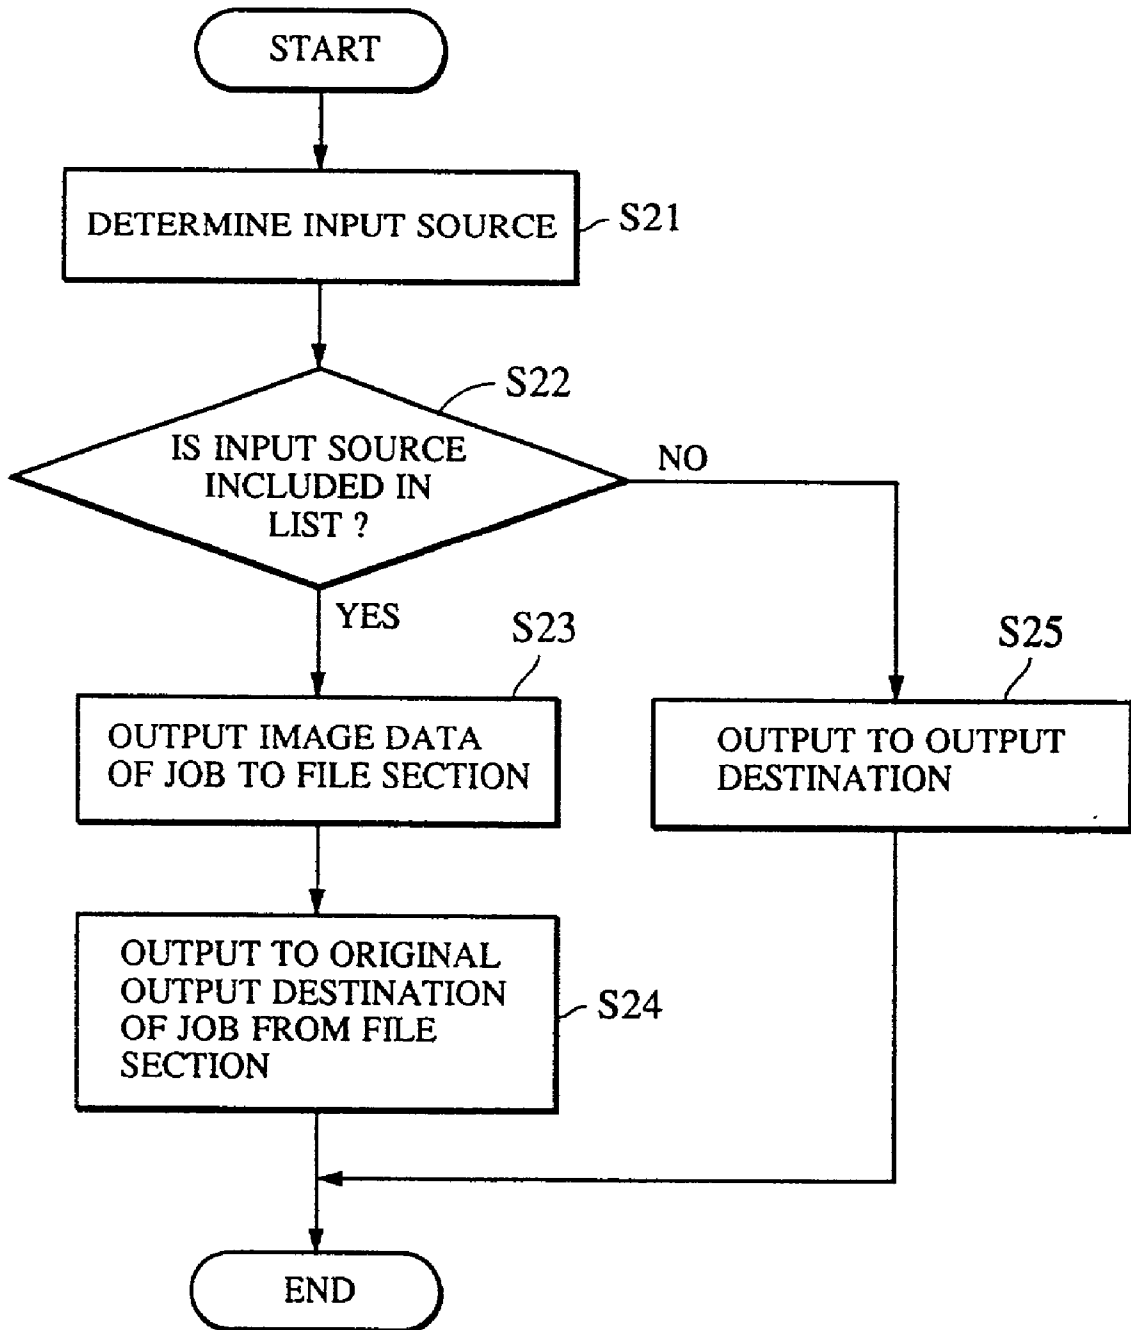 START
DETERMINE INPUT SOURCE
S21
S22
IS INPUT SOURCE
INCLUDED IN
LIST ?
NO
YES
S23
OUTPUT IMAGE DATA
OF JOB TO FILE SECTION
S25
OUTPUT TO OUTPUT
DESTINATION
OUTPUT TO ORIGINAL
OUTPUT DESTINATION
OF JOB FROM FILE
SECTION
S24
END